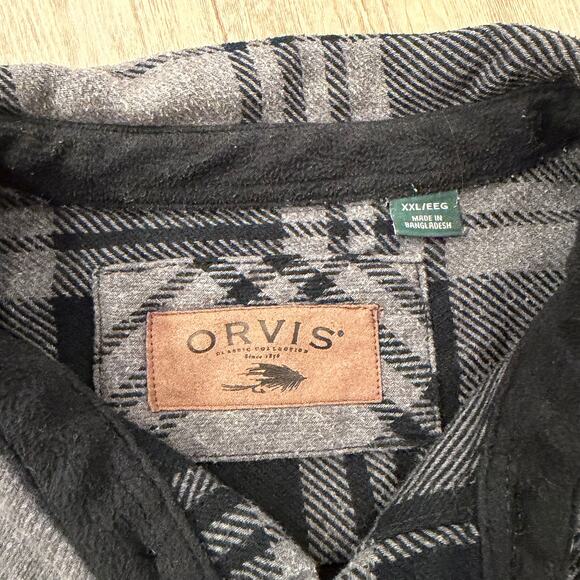 XXL/EEG
MADE IN
BANGLADESH
ORVIS®
CLASSIC COLLECTION
Since 1856